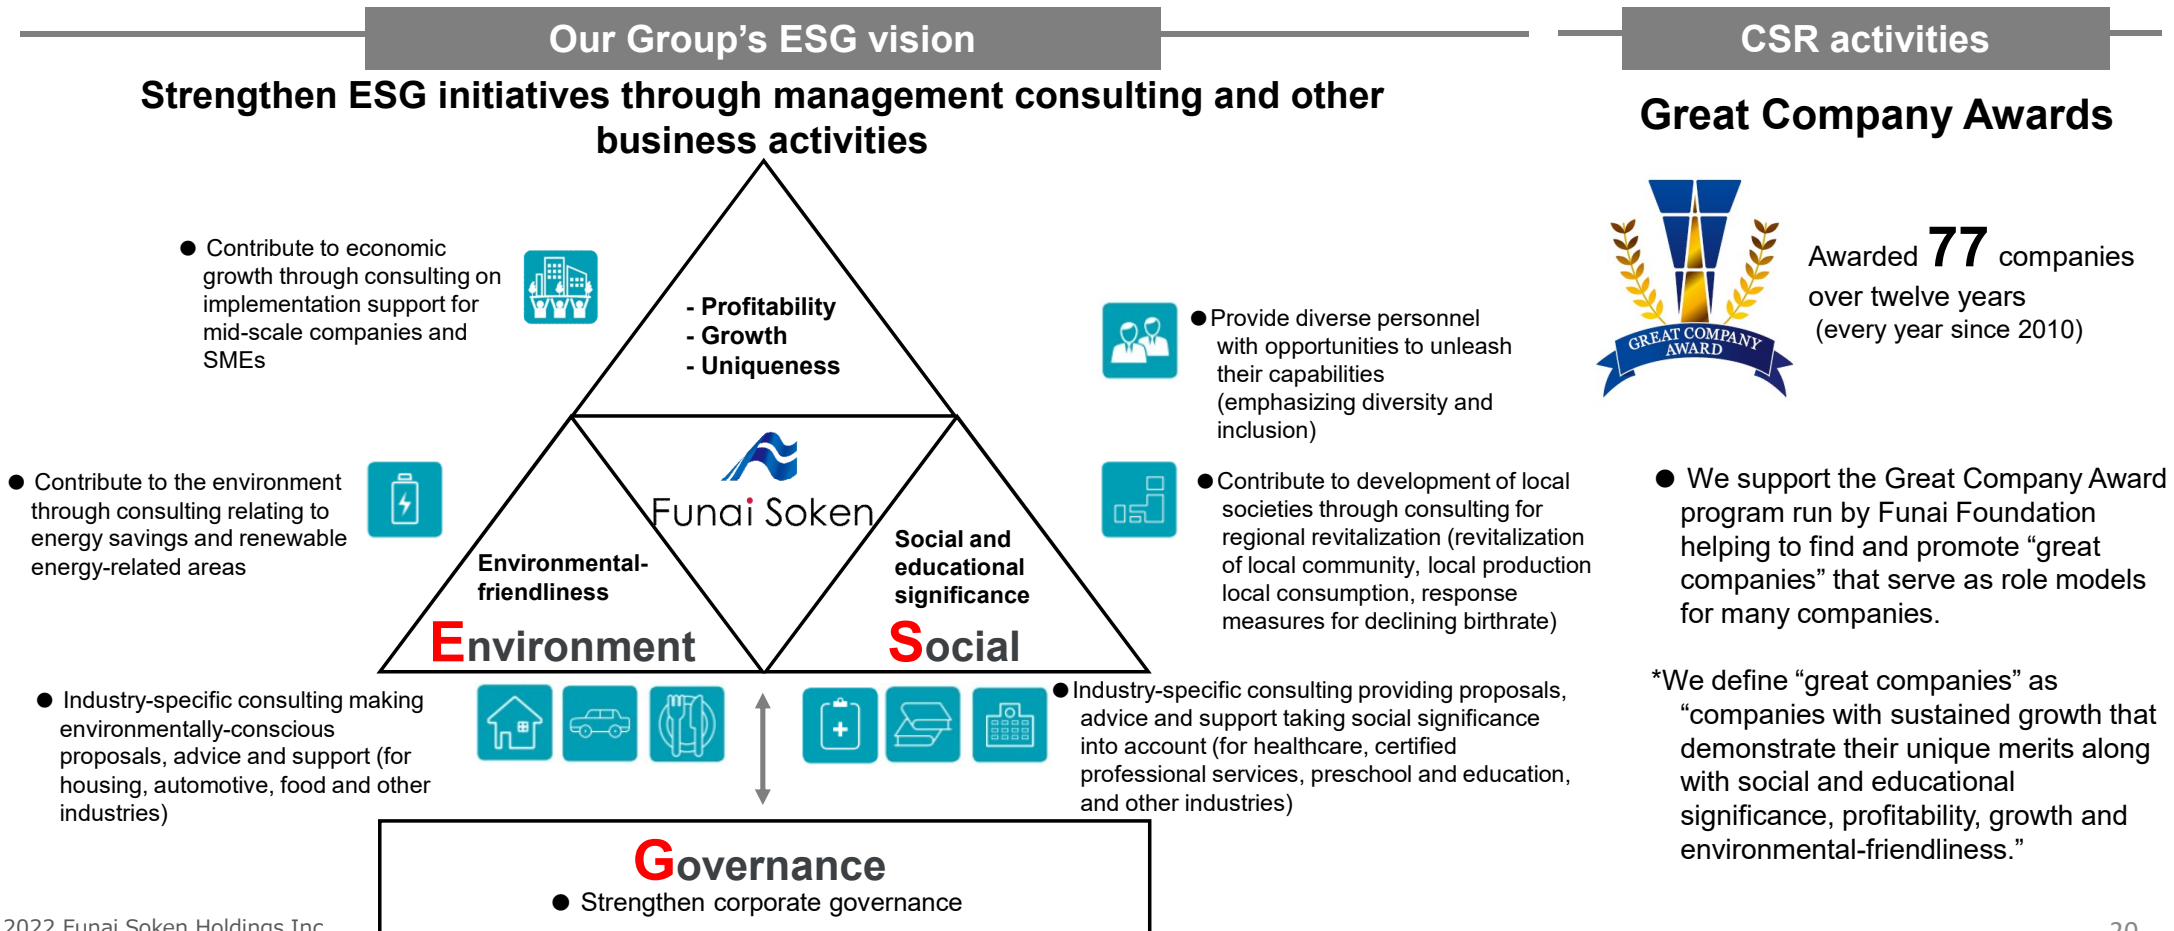 Our Group’s ESG vision
Strengthen ESG initiatives through management consulting and other
business activities
● Contribute to economic
growth through consulting on
implementation support for
mid-scale companies and
SMEs
- Profitability
- Growth
- Uniqueness
● Provide diverse personnel
with opportunities to unleash
their capabilities
(emphasizing diversity and
inclusion)
● Contribute to the environment
through consulting relating to
energy savings and renewable
energy-related areas
Funai Soken
● Contribute to development of local
societies through consulting for
regional revitalization (revitalization
of local community, local production
local consumption, response
measures for declining birthrate)
Environmental-
friendliness
Environment
Social and
educational
significance
Social
● Industry-specific consulting making
environmentally-conscious
proposals, advice and support (for
housing, automotive, food and other
industries)
● Industry-specific consulting providing proposals,
advice and support taking social significance
into account (for healthcare, certified
professional services, preschool and education,
and other industries)
Governance
● Strengthen corporate governance
CSR activities
Great Company Awards
GREAT COMPANY
AWARD
Awarded 77 companies
over twelve years
(every year since 2010)
● We support the Great Company Award
program run by Funai Foundation
helping to find and promote “great
companies” that serve as role models
for many companies.
*We define “great companies” as
“companies with sustained growth that
demonstrate their unique merits along
with social and educational
significance, profitability, growth and
environmental-friendliness.”
2022 Funai Soken Holdings Inc
20